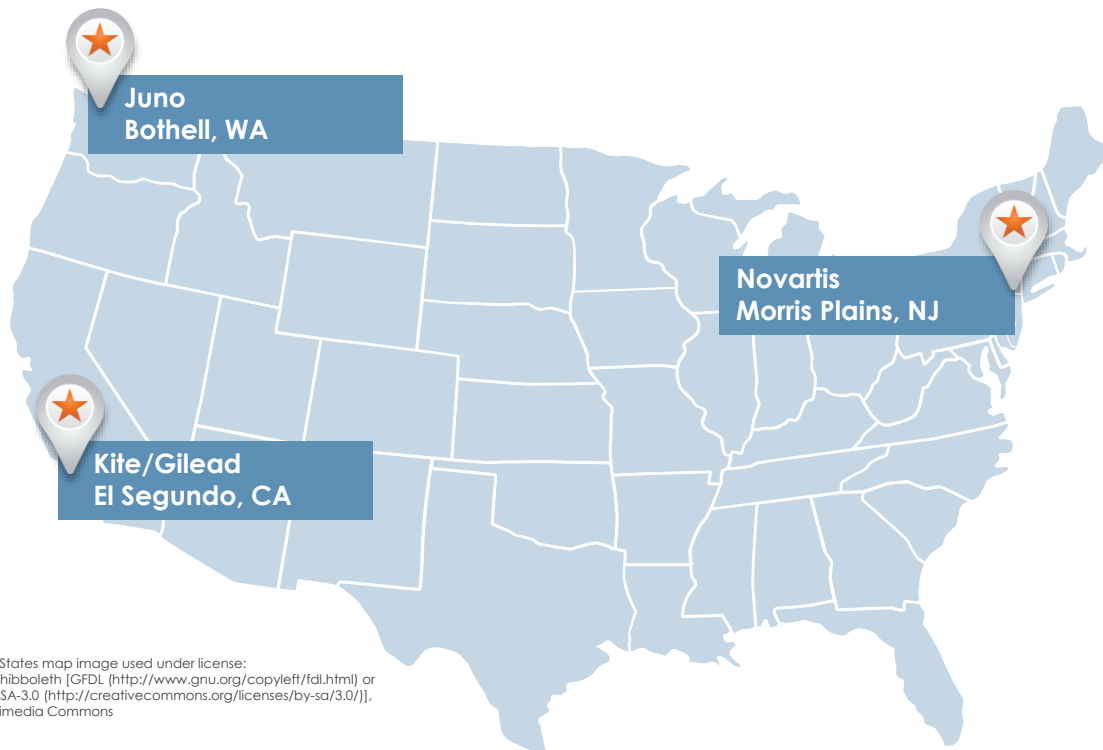 Juno
Bothell, WA
Novartis
Morris Plains, NJ
Kite/Gilead
El Segundo, CA
States map image used under license:
hibboleth [GFDL (http://www.gnu.org/copyleft/fdl.html) or
SA-3.0 (http://creativecommons.org/licenses/by-sa/3.0/)],
imedia Commons